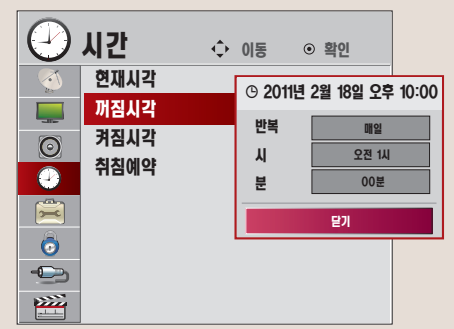 시간 이동 확인
현재시각
꺼짐시각
켜짐시각
취침예약
2011년 2월 18일 오후 10:00
반복 매일
시 오전 1시
분 00분
닫기